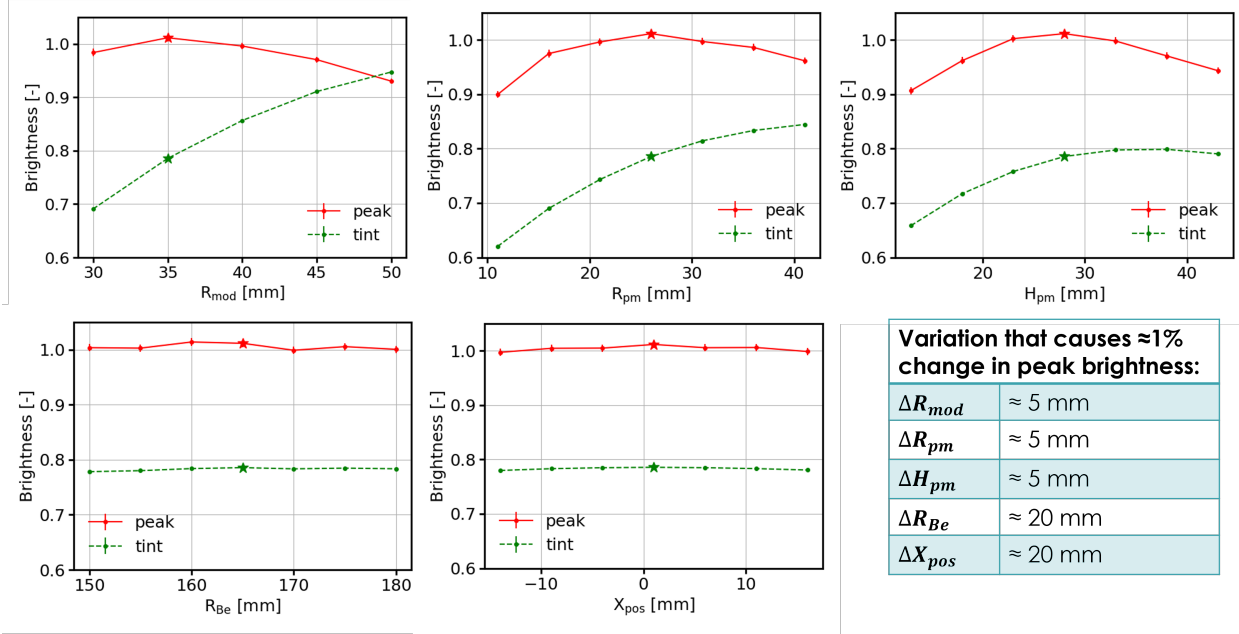 1.0
0.9
0.8
0.7
0.6
Brightness [-]
peak
tint
30 35 40 45 50
R_mod [mm]
1.0
0.9
0.8
0.7
0.6
Brightness [-]
peak
tint
10 20 30 40
R_pm [mm]
1.0
0.9
0.8
0.7
0.6
Brightness [-]
peak
tint
20 30 40
H_pm [mm]
1.0
0.9
0.8
0.7
0.6
Brightness [-]
peak
tint
150 160 170 180
R_Be [mm]
1.0
0.9
0.8
0.7
0.6
Brightness [-]
peak
tint
−10 0 10
X_pos [mm]
Variation that causes ≈1%
change in peak brightness:
ΔR_mod ≈ 5 mm
ΔR_pm ≈ 5 mm
ΔH_pm ≈ 5 mm
ΔR_Be ≈ 20 mm
ΔX_pos ≈ 20 mm